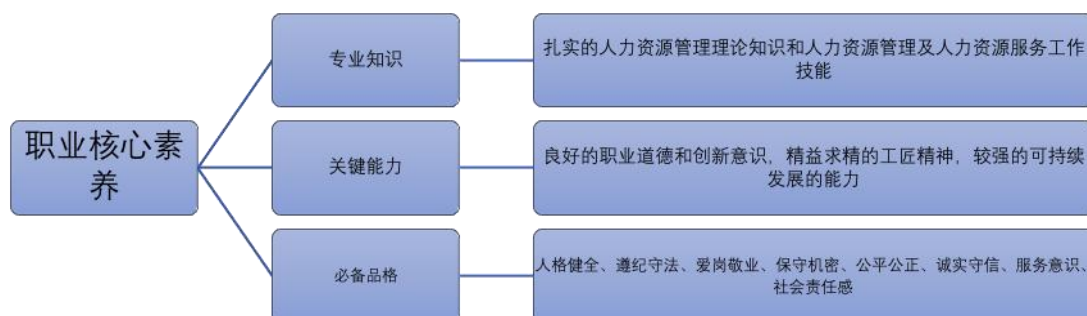 职业核心素
养
专业知识
扎实的人力资源管理理论知识和人力资源管理及人力资源服务工作
技能
关键能力
良好的职业道德和创新意识，精益求精的工匠精神，较强的可持续
发展的能力
必备品格
人格健全、遵纪守法、爱岗敬业、保守机密、公平公正、诚实守信、服务意识、
社会责任感